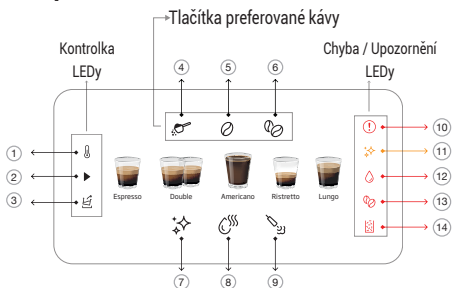 Tlačítka preferované kávy
Kontrolka
LEDy
Chyba / Upozornění
LEDy
4 5 6
1
2
3
10
11
12
13
14
Espresso Double Americano Ristretto Lungo
7 8 9